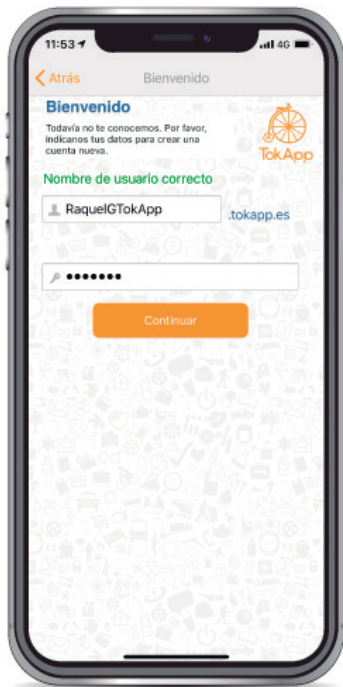 11:53
4G
Atrás
Bienvenido
Bienvenido
Todavía no te conocemos. Por favor,
indícanos tus datos para crear una
cuenta nueva.
TokApp
Nombre de usuario correcto
RaquelGTokApp
.tokapp.es
Continuar